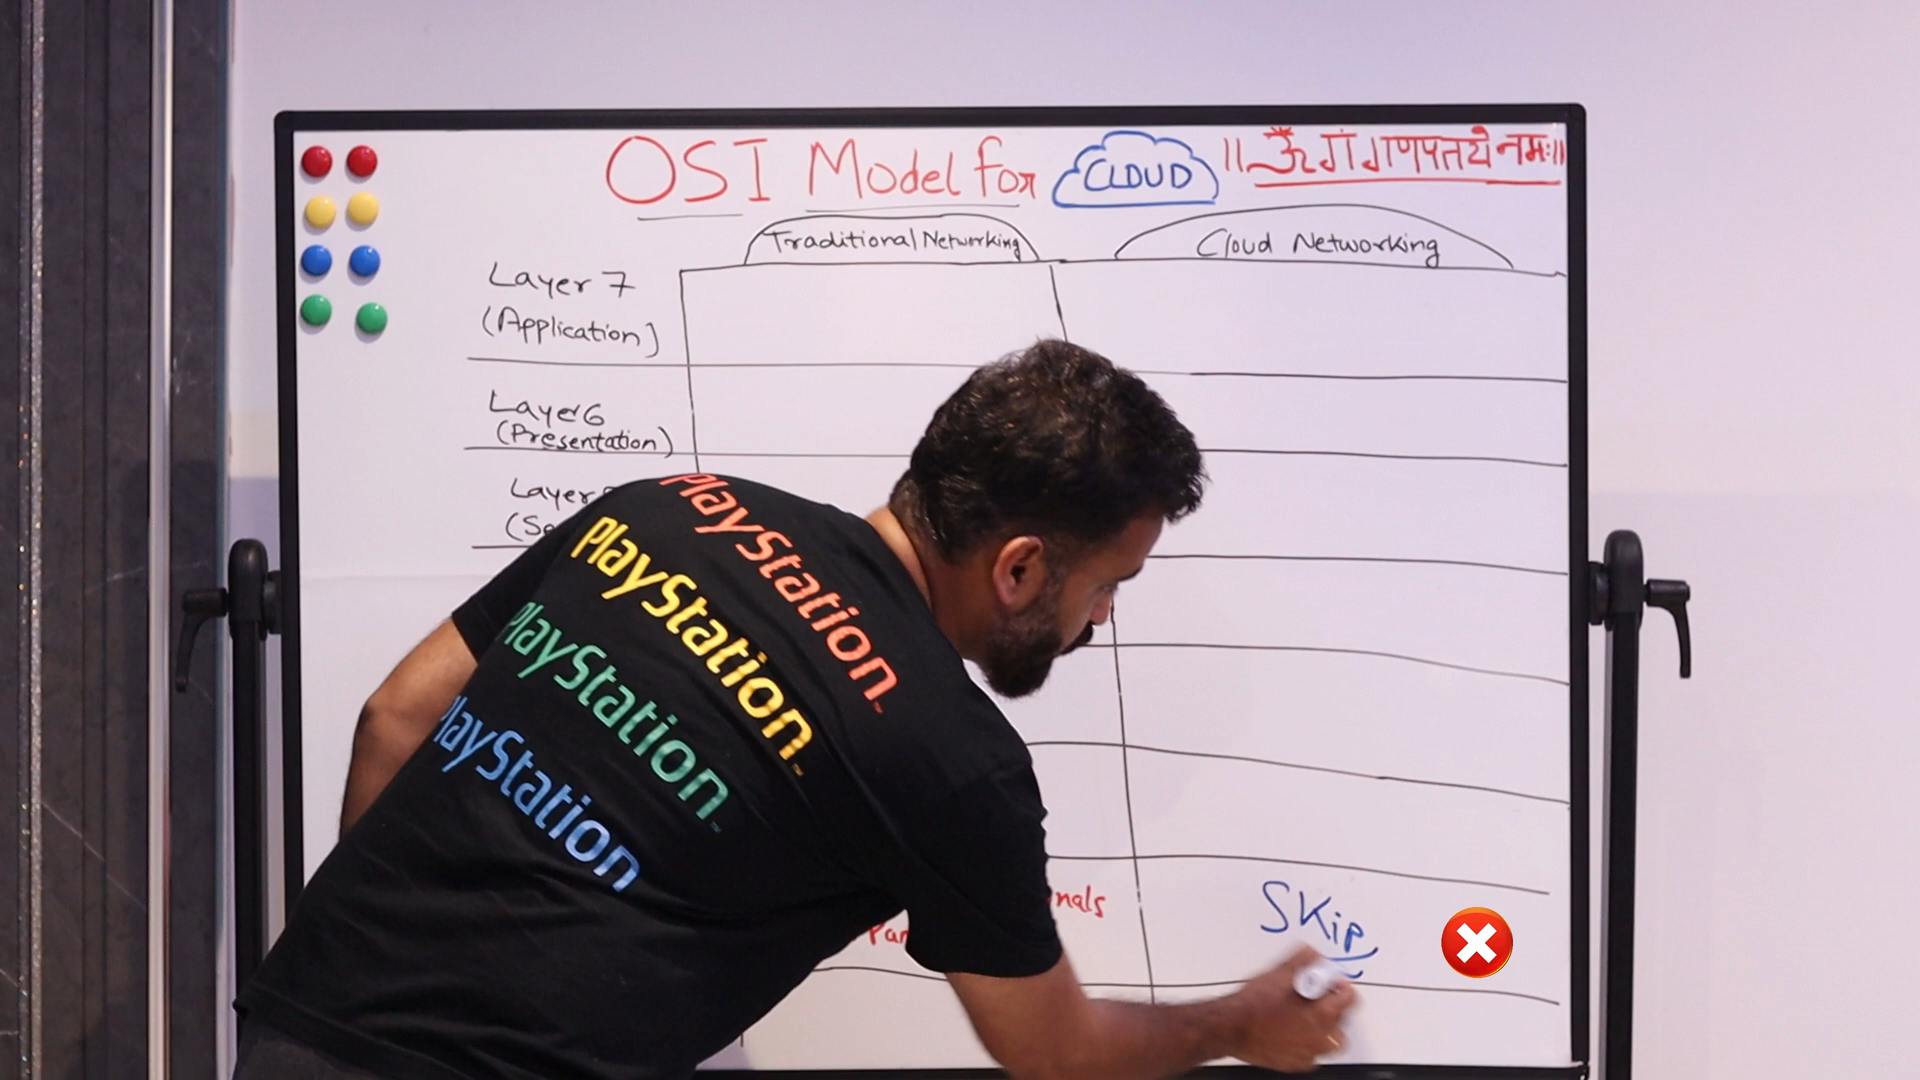 OSI Model for CLOUD ॥ ॐ गं गणपतये नमः॥
Traditional Networking
Cloud Networking
Layer 7
(Application)
Layer 6
(Presentation)
Layer
PlayStation
PlayStation
PlayStation
PlayStation
SKip